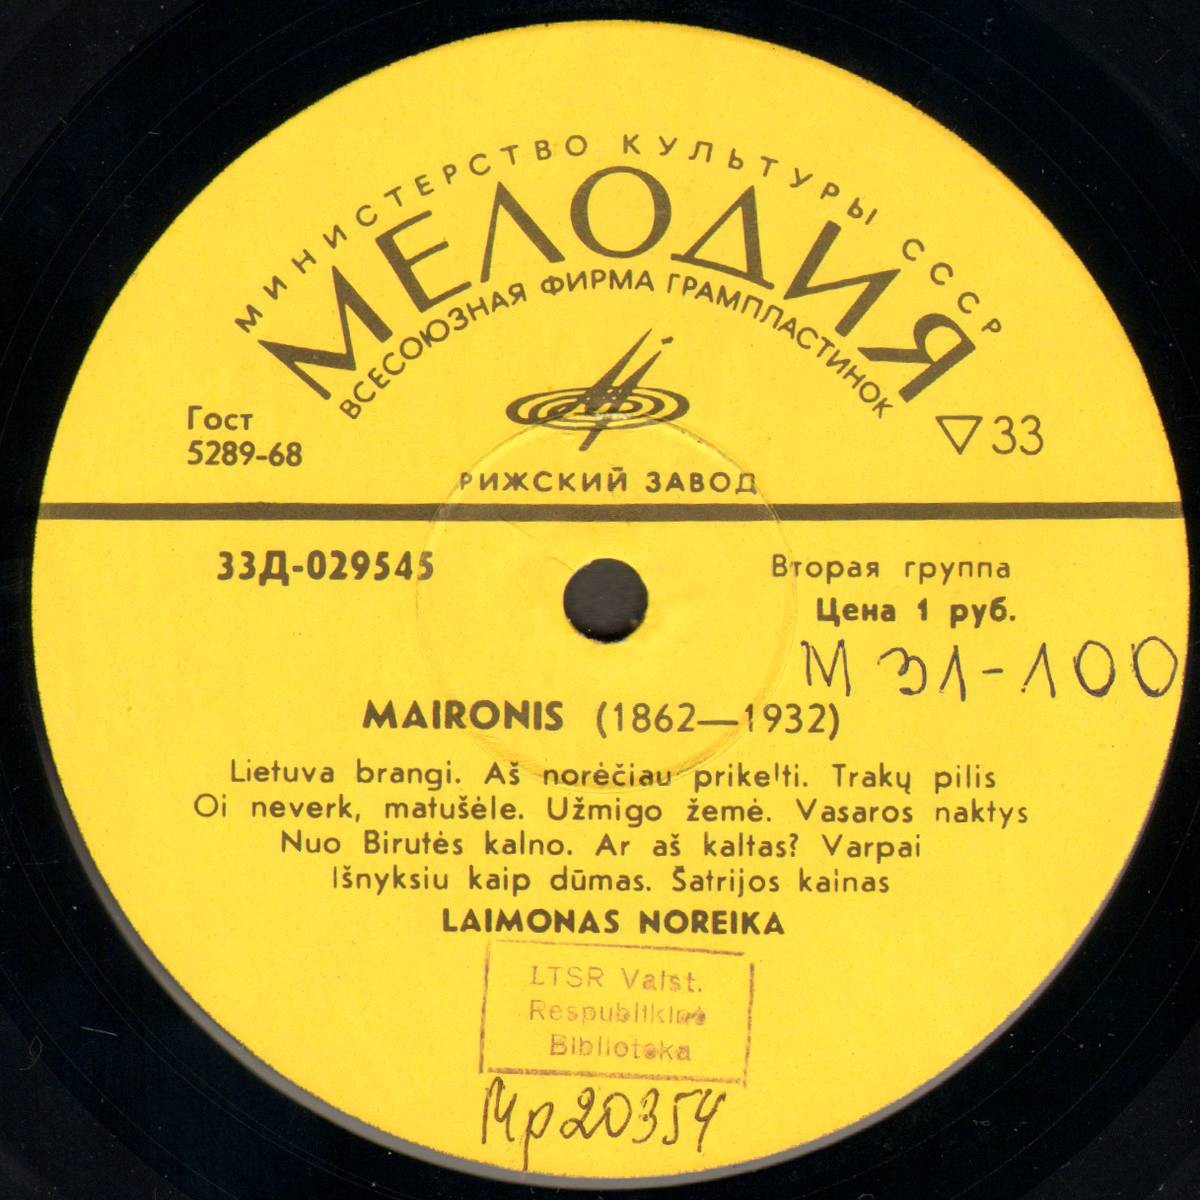 МИНИСТЕРСТВО КУЛЬТУРЫ СССР
МЕЛОДИЯ
ВСЕСОЮЗНАЯ ФИРМА ГРАМПЛАСТИНОК
Гост
5289-68
▽33
РИЖСКИЙ ЗАВОД
33Д-029545
Вторая группа
Цена 1 руб.
М 31-100
MAIRONIS (1862—1932)
Lietuva brangi. Aš norėčiau prikelti. Trakų pilis
Oi neverk, matušėle. Užmigo žemė. Vasaros naktys
Nuo Birutės kalno. Ar aš kaltas? Varpai
Išnyksiu kaip dūmas. Šatrijos kainas
LAIMONAS NOREIKA
LTSR Valst.
Respublikinė
Biblioteka
Mp20354